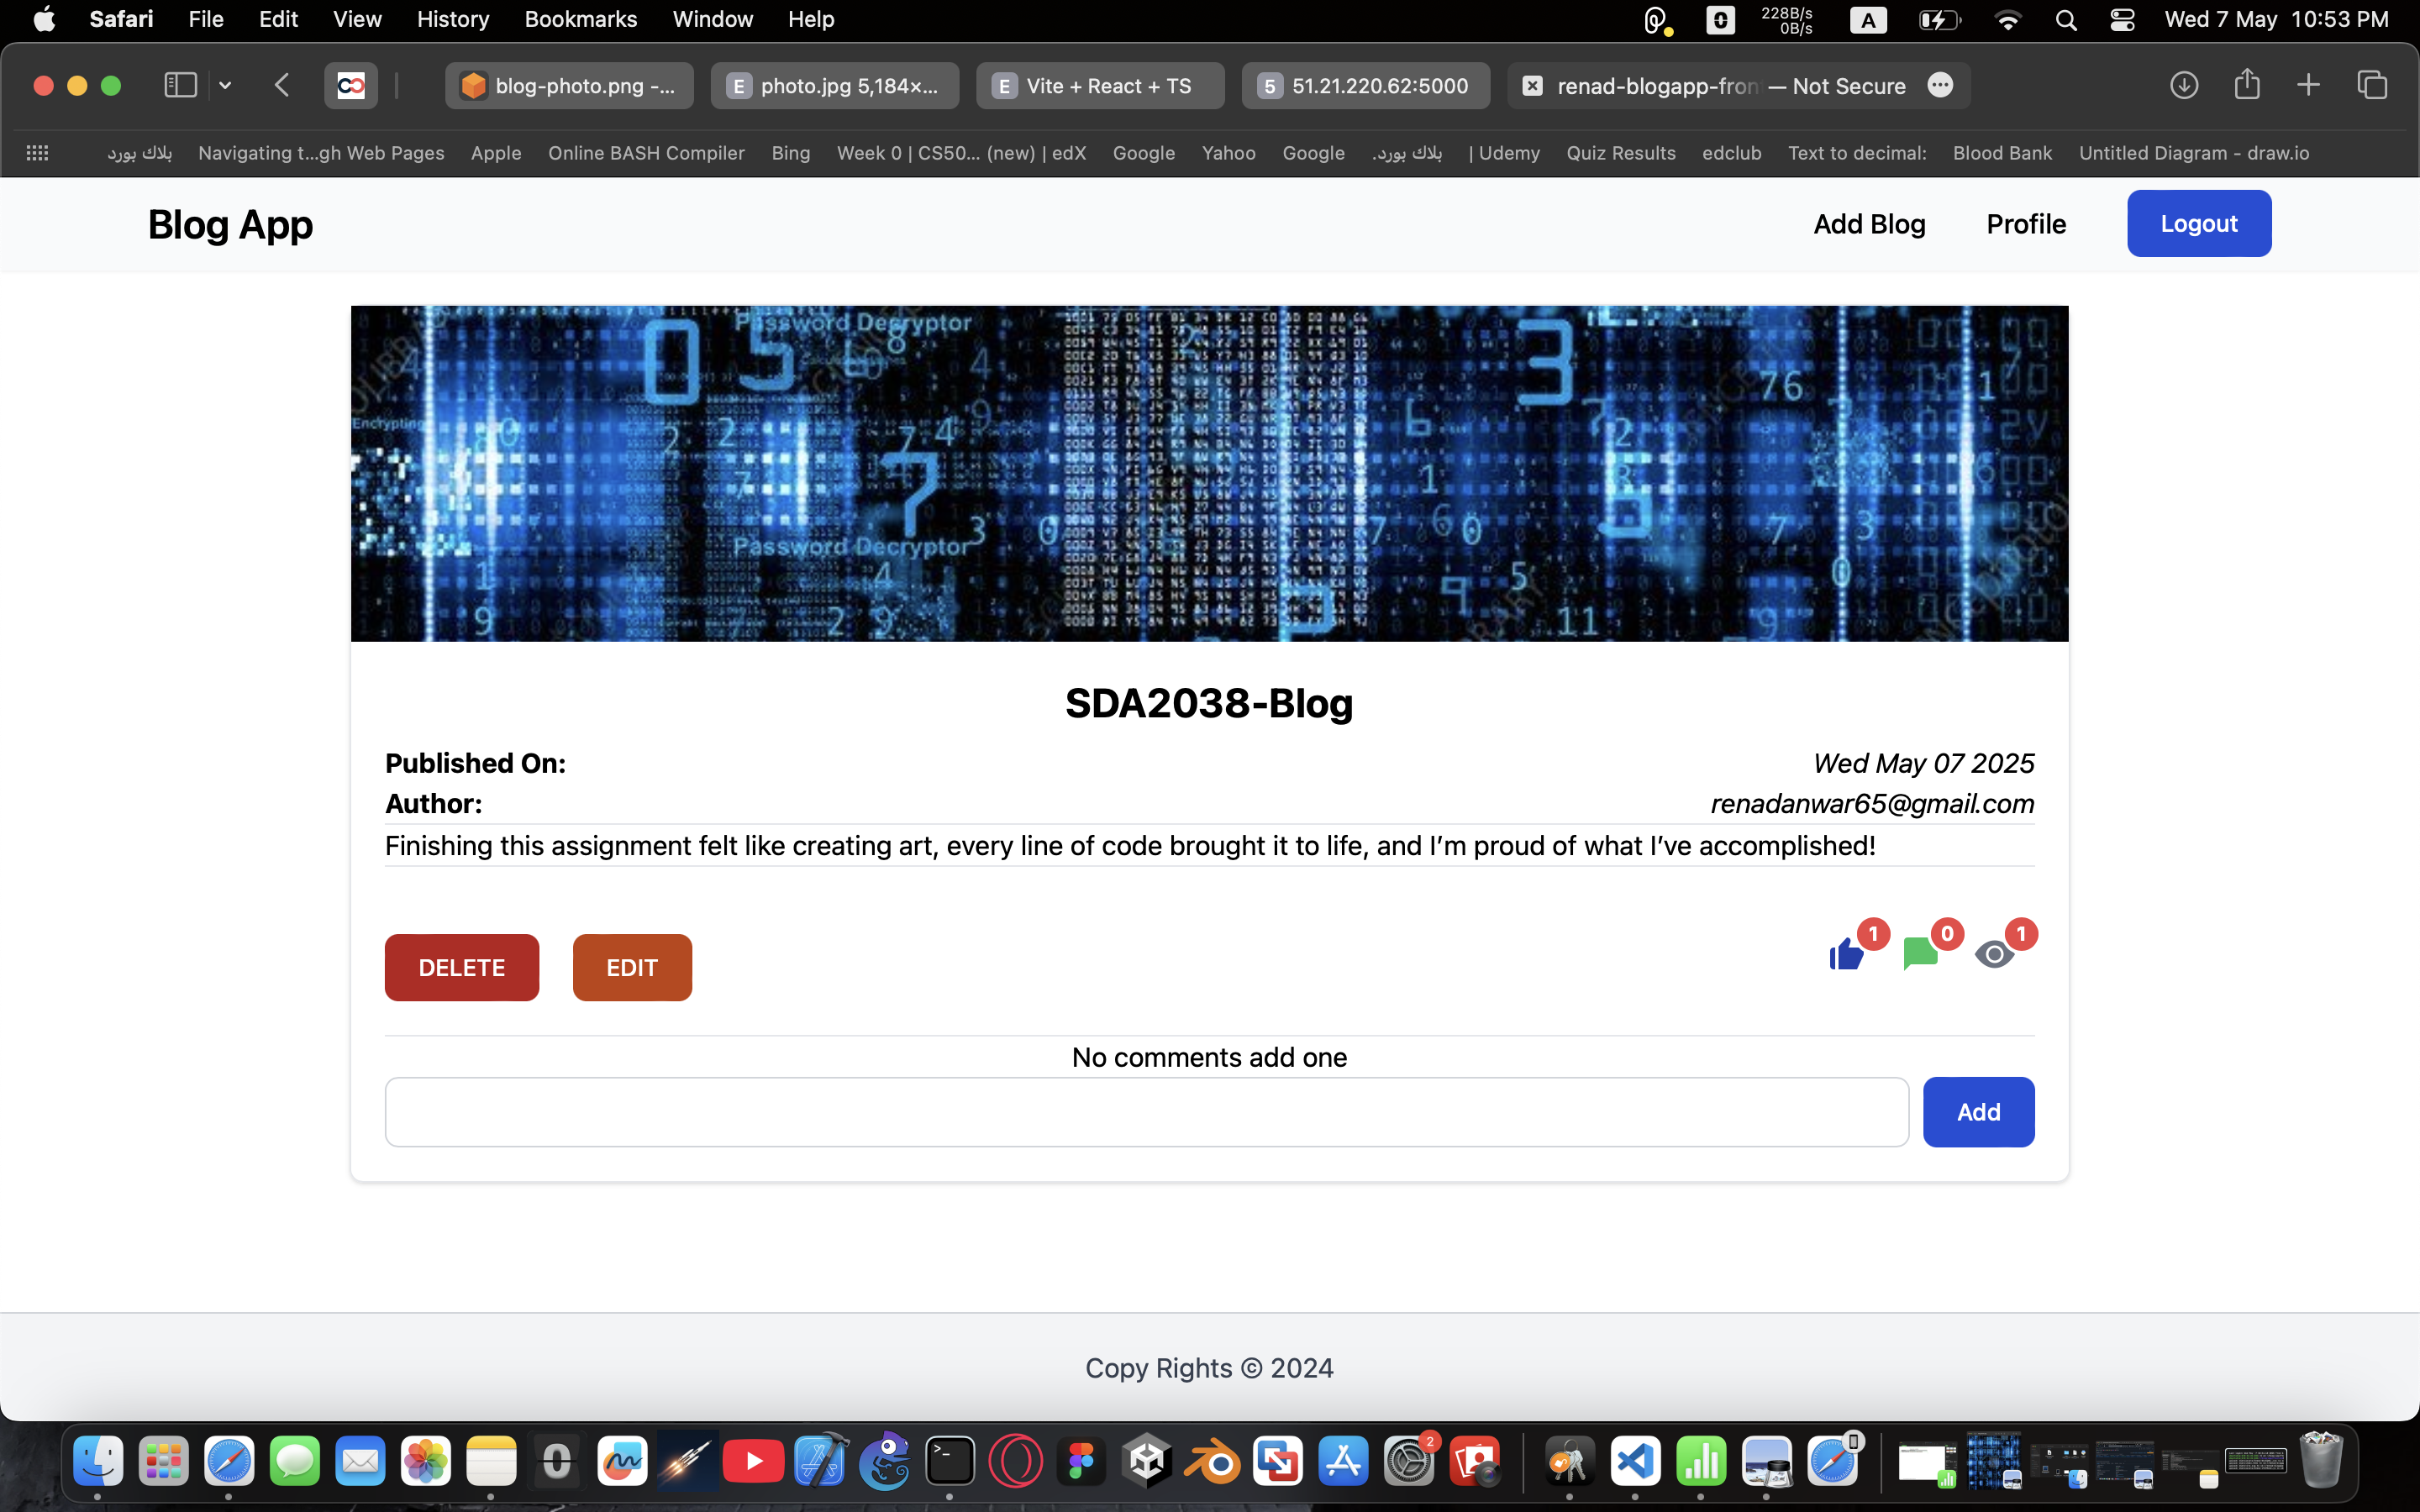 Safari File Edit View History Bookmarks Window Help
228B/s
0B/s
A
Wed 7 May 10:53 PM
blog-photo.png -...
E photo.jpg 5,184×...
E Vite + React + TS
5 51.21.220.62:5000
renad-blogapp-fron — Not Secure
بلاك بورد
Navigating t...gh Web Pages
Apple
Online BASH Compiler
Bing
Week 0 | CS50... (new) | edX
Google
Yahoo
Google
بلاك بورد.
| Udemy
Quiz Results
edclub
Text to decimal:
Blood Bank
Untitled Diagram - draw.io
Blog App
Add Blog
Profile
Logout
Password Decryptor
Encrypting
Password Decryptor
SDA2038-Blog
Published On: Wed May 07 2025
Author: renadanwar65@gmail.com
Finishing this assignment felt like creating art, every line of code brought it to life, and I’m proud of what I’ve accomplished!
DELETE
EDIT
1
0
1
No comments add one
Add
Copy Rights © 2024
2